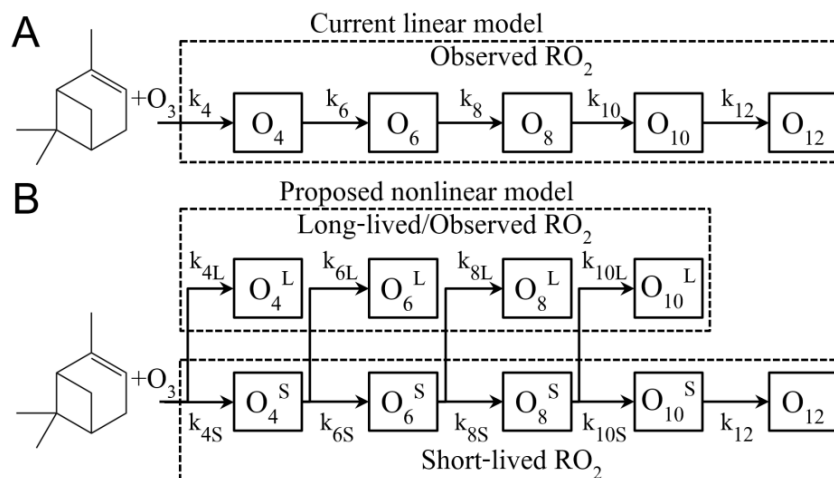 A
Current linear model
Observed RO₂
+O₃
k₄ k₆ k₈ k₁₀ k₁₂
O₄ O₆ O₈ O₁₀ O₁₂
B
Proposed nonlinear model
Long-lived/Observed RO₂
k₄L k₆L k₈L k₁₀L
O₄ᴸ O₆ᴸ O₈ᴸ O₁₀ᴸ
+O₃
O₄ˢ O₆ˢ O₈ˢ O₁₀ˢ O₁₂
k₄S k₆S k₈S k₁₀S k₁₂
Short-lived RO₂